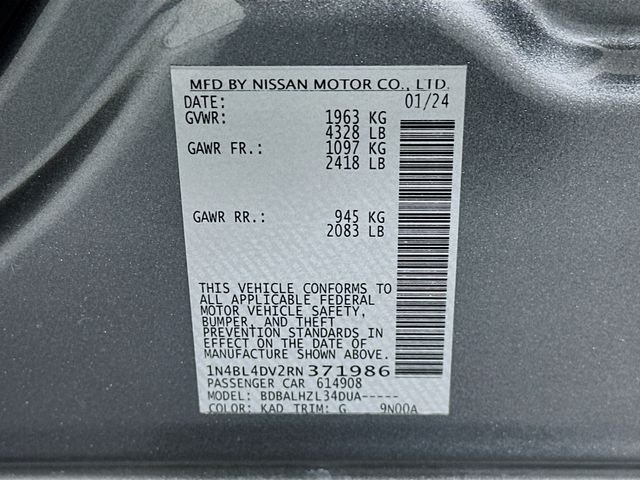 MFD BY NISSAN MOTOR CO., LTD.
DATE: 01/24
GVWR: 1963 KG
4328 LB
GAWR FR.: 1097 KG
2418 LB
GAWR RR.: 945 KG
2083 LB
THIS VEHICLE CONFORMS TO
ALL APPLICABLE FEDERAL
MOTOR VEHICLE SAFETY,
BUMPER, AND THEFT
PREVENTION STANDARDS IN
EFFECT ON THE DATE OF
MANUFACTURE SHOWN ABOVE.
1N4BL4DV2RN371986
PASSENGER CAR 614908
MODEL: BDBALHZL34DUA-----
COLOR: KAD TRIM: G 9N00A